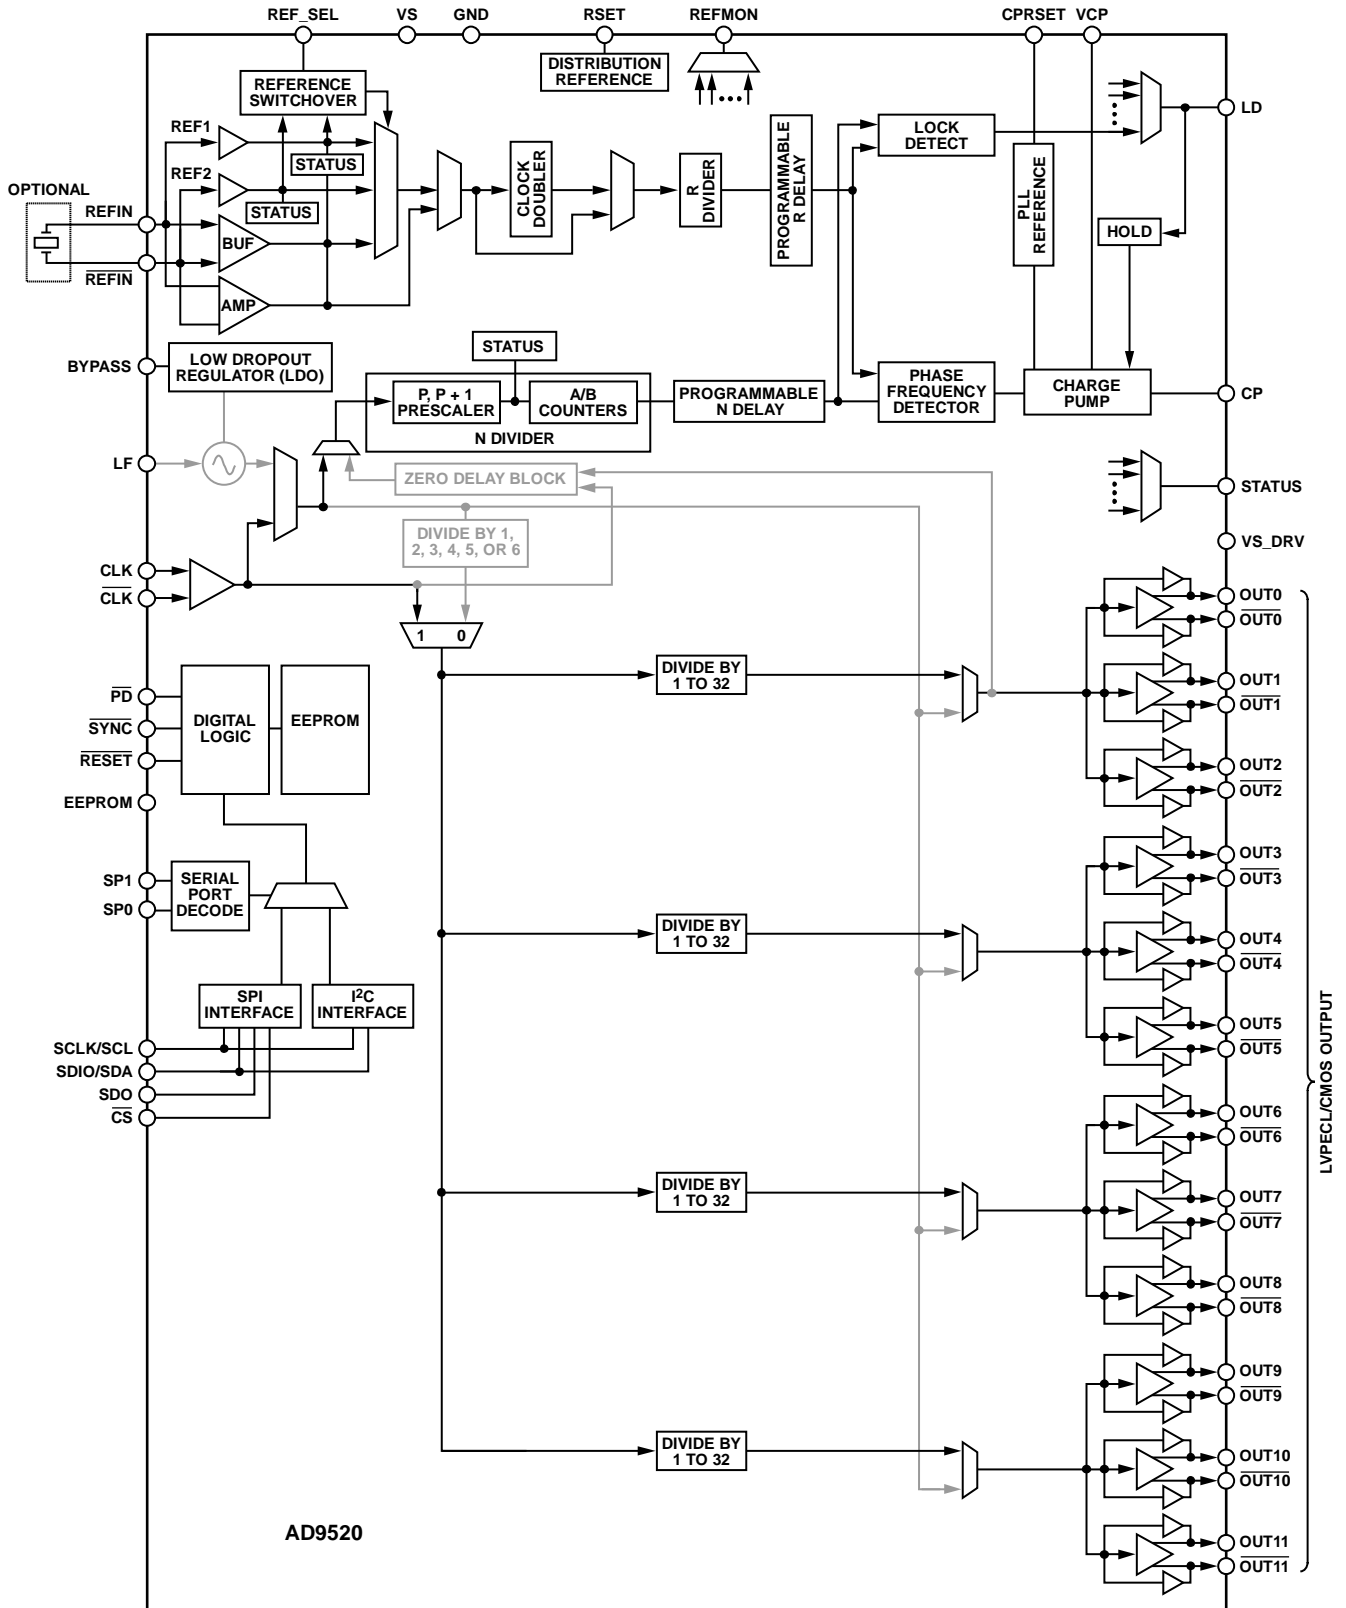 REF_SEL
VS
GND
RSET
REFMON
CPRSET
VCP
DISTRIBUTION
REFERENCE
REFERENCE
SWITCHOVER
LD
REF1
STATUS
REF2
STATUS
OPTIONAL
REFIN
REFIN
BUF
AMP
CLOCK
DOUBLER
R
DIVIDER
PROGRAMMABLE
R DELAY
LOCK
DETECT
PLL
REFERENCE
HOLD
BYPASS
LOW DROPOUT
REGULATOR (LDO)
STATUS
P, P + 1
PRESCALER
A/B
COUNTERS
N DIVIDER
PROGRAMMABLE
N DELAY
PHASE
FREQUENCY
DETECTOR
CHARGE
PUMP
CP
LF
ZERO DELAY BLOCK
STATUS
DIVIDE BY 1,
2, 3, 4, 5, OR 6
VS_DRV
CLK
CLK
1 0
OUT0
OUT0
DIVIDE BY
1 TO 32
OUT1
OUT1
OUT2
OUT2
PD
SYNC
RESET
DIGITAL
LOGIC
EEPROM
EEPROM
SP1
SP0
SERIAL
PORT
DECODE
OUT3
OUT3
DIVIDE BY
1 TO 32
OUT4
OUT4
OUT5
OUT5
SPI
INTERFACE
I2C
INTERFACE
SCLK/SCL
SDIO/SDA
SDO
CS
LVPECL/CMOS OUTPUT
OUT6
OUT6
DIVIDE BY
1 TO 32
OUT7
OUT7
OUT8
OUT8
OUT9
OUT9
DIVIDE BY
1 TO 32
OUT10
OUT10
OUT11
OUT11
AD9520